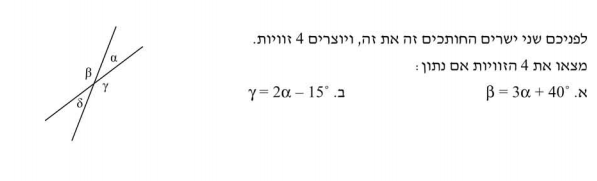 לפניכם שני ישרים החותכים זה את זה, ויוצרים 4 זוויות.
מצאו את 4 הזוויות אם נתון:
א. β = 3α + 40°  ב. γ = 2α – 15°
α
β
γ
δ